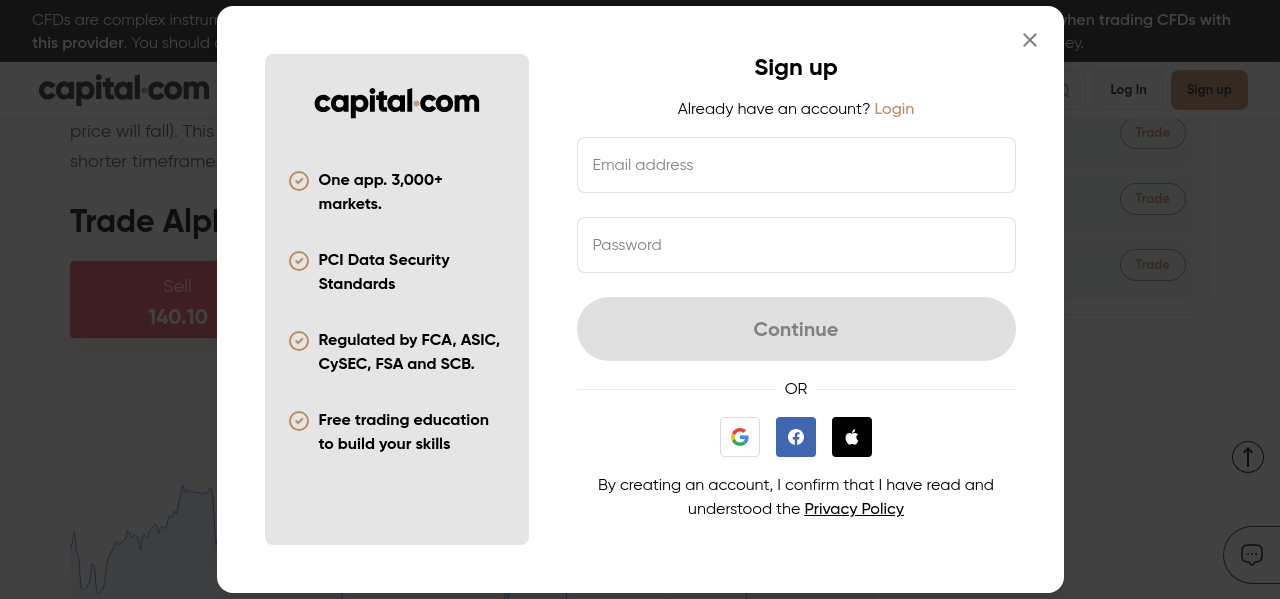 CFDs are complex instrum
when trading CFDs with
this provider. You should
ey.
capital.com
Log In
Sign up
price will fall). This
shorter timeframe
Trade
Trade
Trade
Trade Alph
Sell
140.10
capital.com
One app. 3,000+
markets.
PCI Data Security
Standards
Regulated by FCA, ASIC,
CySEC, FSA and SCB.
Free trading education
to build your skills
Sign up
Already have an account? Login
Email address
Password
Continue
OR
By creating an account, I confirm that I have read and
understood the Privacy Policy